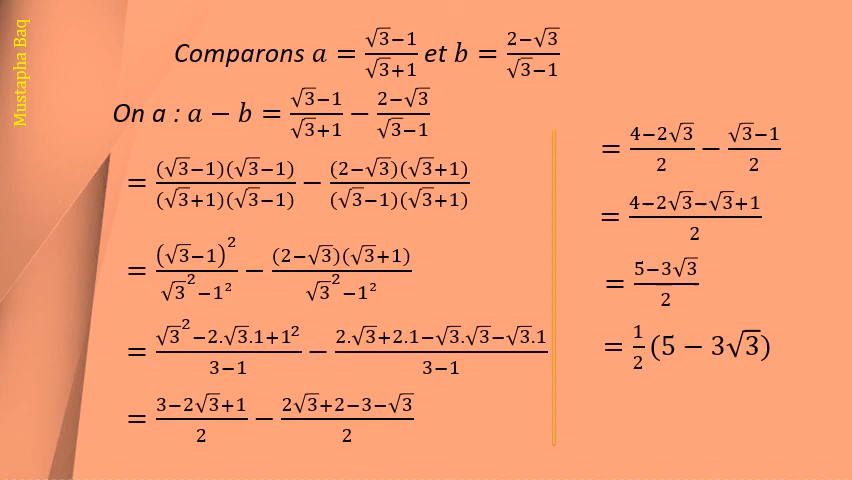 Mustapha Baq
Comparons a = (√3−1)/(√3+1) et b = (2−√3)/(√3−1)
On a : a − b = (√3−1)/(√3+1) − (2−√3)/(√3−1)
= (√3−1)(√3−1)/(√3+1)(√3−1) − (2−√3)(√3+1)/(√3−1)(√3+1)
= (√3−1)²/(√3²−1²) − (2−√3)(√3+1)/(√3²−1²)
= (√3²−2.√3.1+1²)/(3−1) − (2.√3+2.1−√3.√3−√3.1)/(3−1)
= (3−2√3+1)/2 − (2√3+2−3−√3)/2
= (4−2√3)/2 − (√3−1)/2
= (4−2√3−√3+1)/2
= (5−3√3)/2
= 1/2 (5 − 3√3)